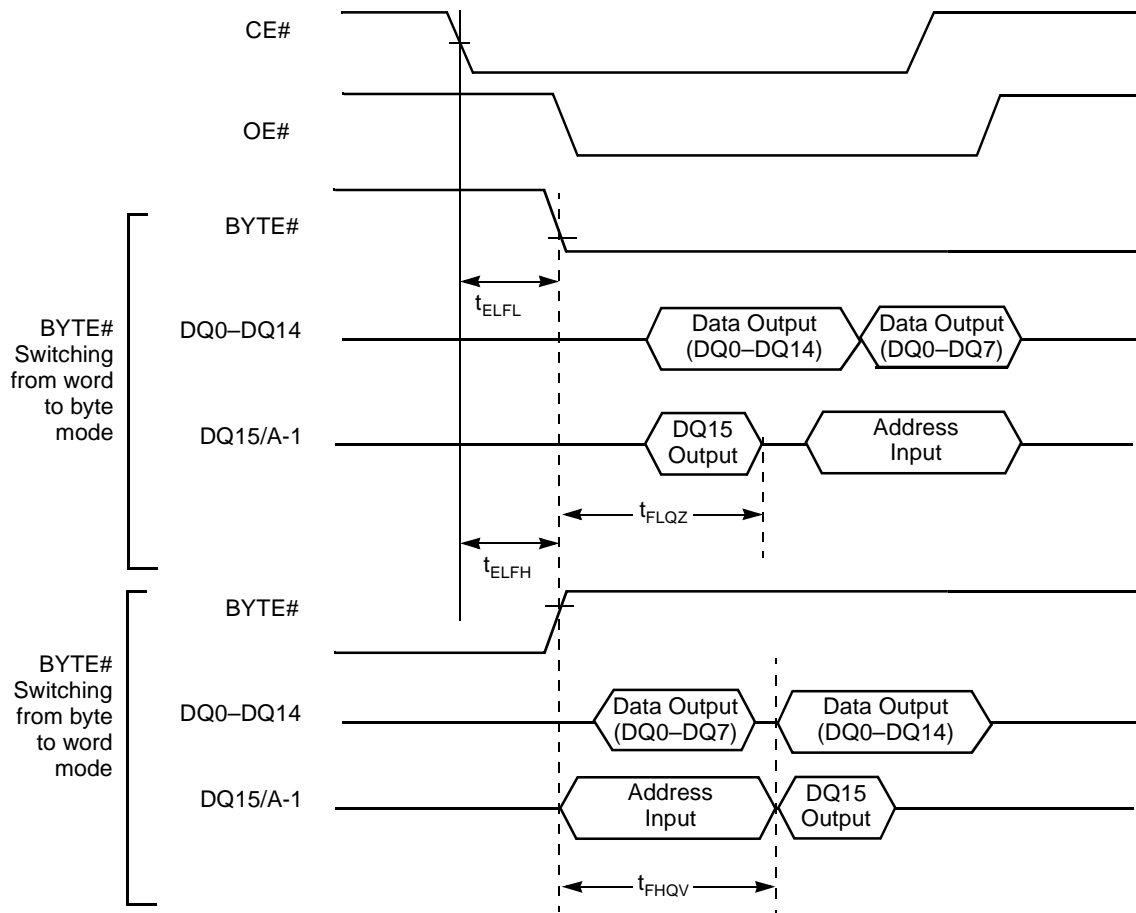 CE#
OE#
BYTE#
t_ELFL
BYTE#
Switching
from word
to byte
mode
DQ0–DQ14
Data Output
(DQ0–DQ14)
Data Output
(DQ0–DQ7)
DQ15/A-1
DQ15
Output
Address
Input
t_FLQZ
t_ELFH
BYTE#
BYTE#
Switching
from byte
to word
mode
DQ0–DQ14
Data Output
(DQ0–DQ7)
Data Output
(DQ0–DQ14)
DQ15/A-1
Address
Input
DQ15
Output
t_FHQV